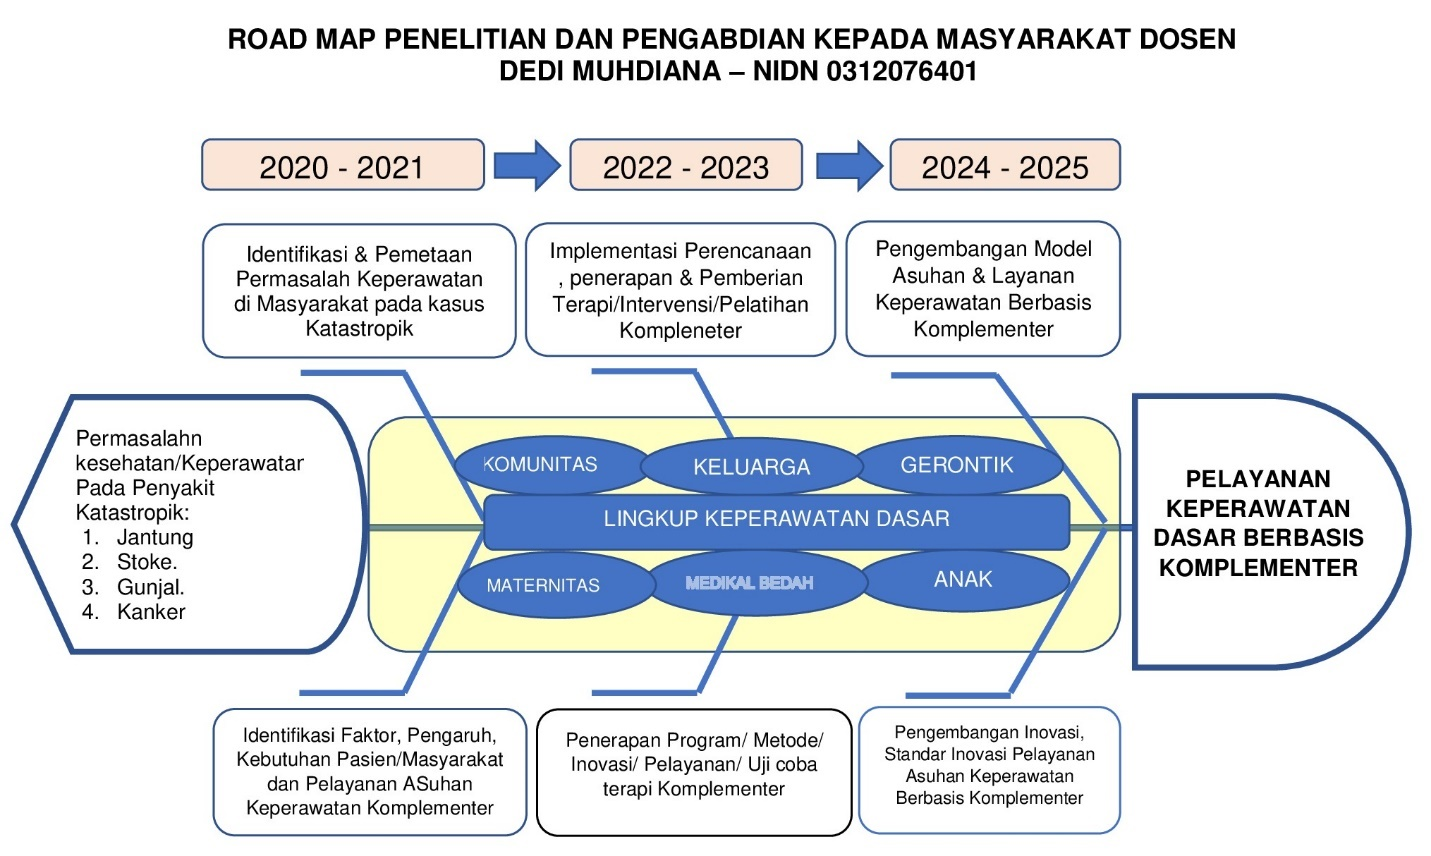 ROAD MAP PENELITIAN DAN PENGABDIAN KEPADA MASYARAKAT DOSEN
DEDI MUHDIANA – NIDN 0312076401
2020 - 2021
2022 - 2023
2024 - 2025
Identifikasi & Pemetaan
Permasalah Keperawatan
di Masyarakat pada kasus
Katastropik
Implementasi Perencanaan
, penerapan & Pemberian
Terapi/Intervensi/Pelatihan
Kompleneter
Pengembangan Model
Asuhan & Layanan
Keperawatan Berbasis
Komplementer
Permasalahn
kesehatan/Keperawatan
Pada Penyakit
Katastropik:
1. Jantung
2. Stoke.
3. Gunjal.
4. Kanker
KOMUNITAS
KELUARGA
GERONTIK
LINGKUP KEPERAWATAN DASAR
MATERNITAS
MEDIKAL BEDAH
ANAK
PELAYANAN
KEPERAWATAN
DASAR BERBASIS
KOMPLEMENTER
Identifikasi Faktor, Pengaruh,
Kebutuhan Pasien/Masyarakat
dan Pelayanan ASuhan
Keperawatan Komplementer
Penerapan Program/ Metode/
Inovasi/ Pelayanan/ Uji coba
terapi Komplementer
Pengembangan Inovasi,
Standar Inovasi Pelayanan
Asuhan Keperawatan
Berbasis Komplementer